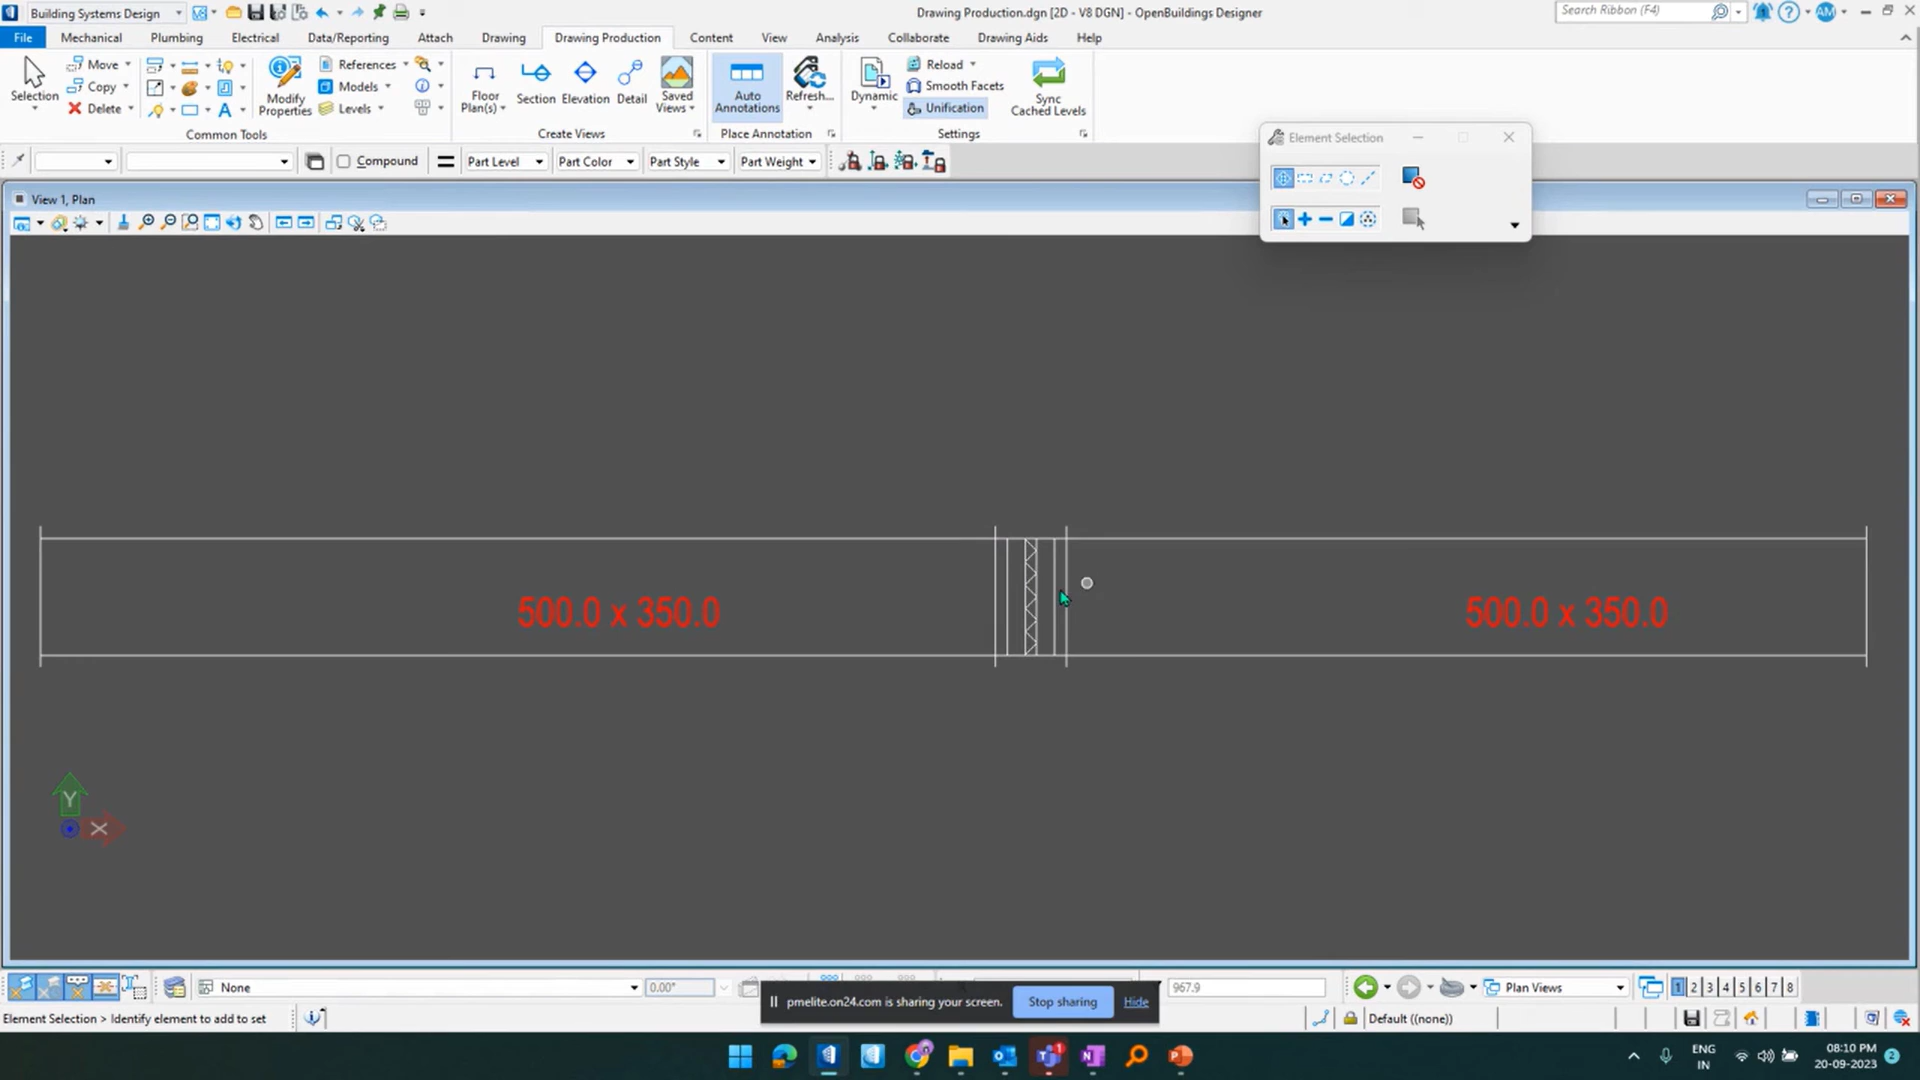 Building Systems Design
Drawing Production.dgn [2D - V8 DGN] - OpenBuildings Designer
Search Ribbon (F4)
AM
File
Mechanical
Plumbing
Electrical
Data/Reporting
Attach
Drawing
Drawing Production
Content
View
Analysis
Collaborate
Drawing Aids
Help
Selection
Move
Copy
Delete
Modify Properties
References
Models
Levels
Common Tools
Floor Plan(s)
Section
Elevation
Detail
Saved Views
Create Views
Auto Annotations
Refresh...
Place Annotation
Dynamic
Reload
Smooth Facets
Unification
Sync Cached Levels
Settings
Compound
Part Level
Part Color
Part Style
Part Weight
Element Selection
View 1, Plan
500.0 x 350.0
500.0 x 350.0
Y
X
None
0.00°
967.9
Plan Views
1 2 3 4 5 6 7 8
pmelite.on24.com is sharing your screen.
Stop sharing
Hide
Element Selection > Identify element to add to set
Default ((none))
ENG
IN
08:10 PM
20-09-2023
2